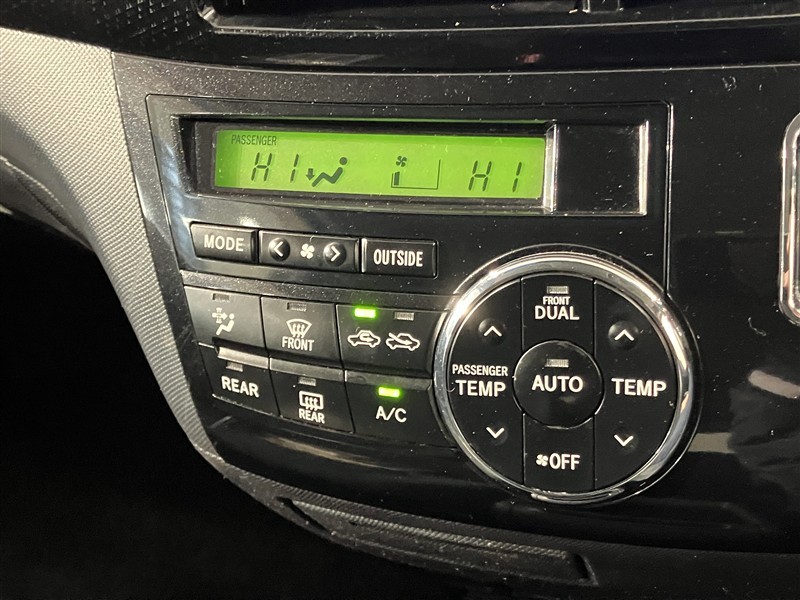 PASSENGER
HI HI
MODE OUTSIDE
FRONT
REAR
REAR
A/C
FRONT
DUAL
PASSENGER
TEMP
AUTO
TEMP
OFF